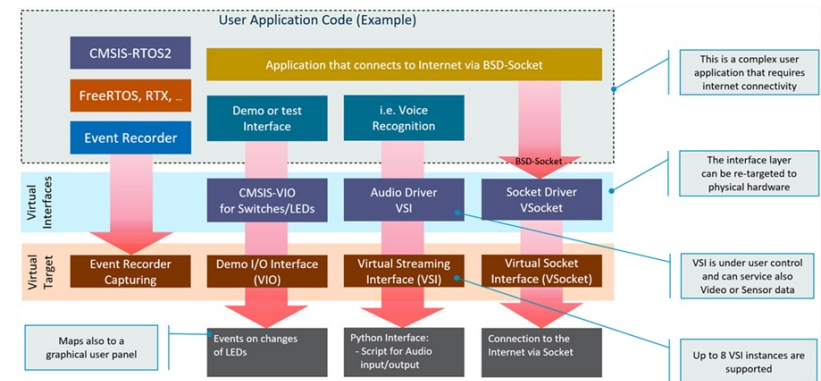 User Application Code (Example)
CMSIS-RTOS2
FreeRTOS, RTX, ..
Event Recorder
Application that connects to Internet via BSD-Socket
Demo or test
Interface
i.e. Voice
Recognition
BSD-Socket
This is a complex user
application that requires
internet connectivity
Virtual
Interfaces
CMSIS-VIO
for Switches/LEDs
Audio Driver
VSI
Socket Driver
VSocket
The interface layer
can be re-targeted to
physical hardware
Virtual
Target
Event Recorder
Capturing
Demo I/O Interface
(VIO)
Virtual Streaming
Interface (VSI)
Virtual Socket
Interface (VSocket)
VSI is under user control
and can service also
Video or Sensor data
Maps also to a
graphical user panel
Events on changes
of LEDs
Python Interface:
- Script for Audio
input/output
Connection to the
Internet via Socket
Up to 8 VSI instances are
supported